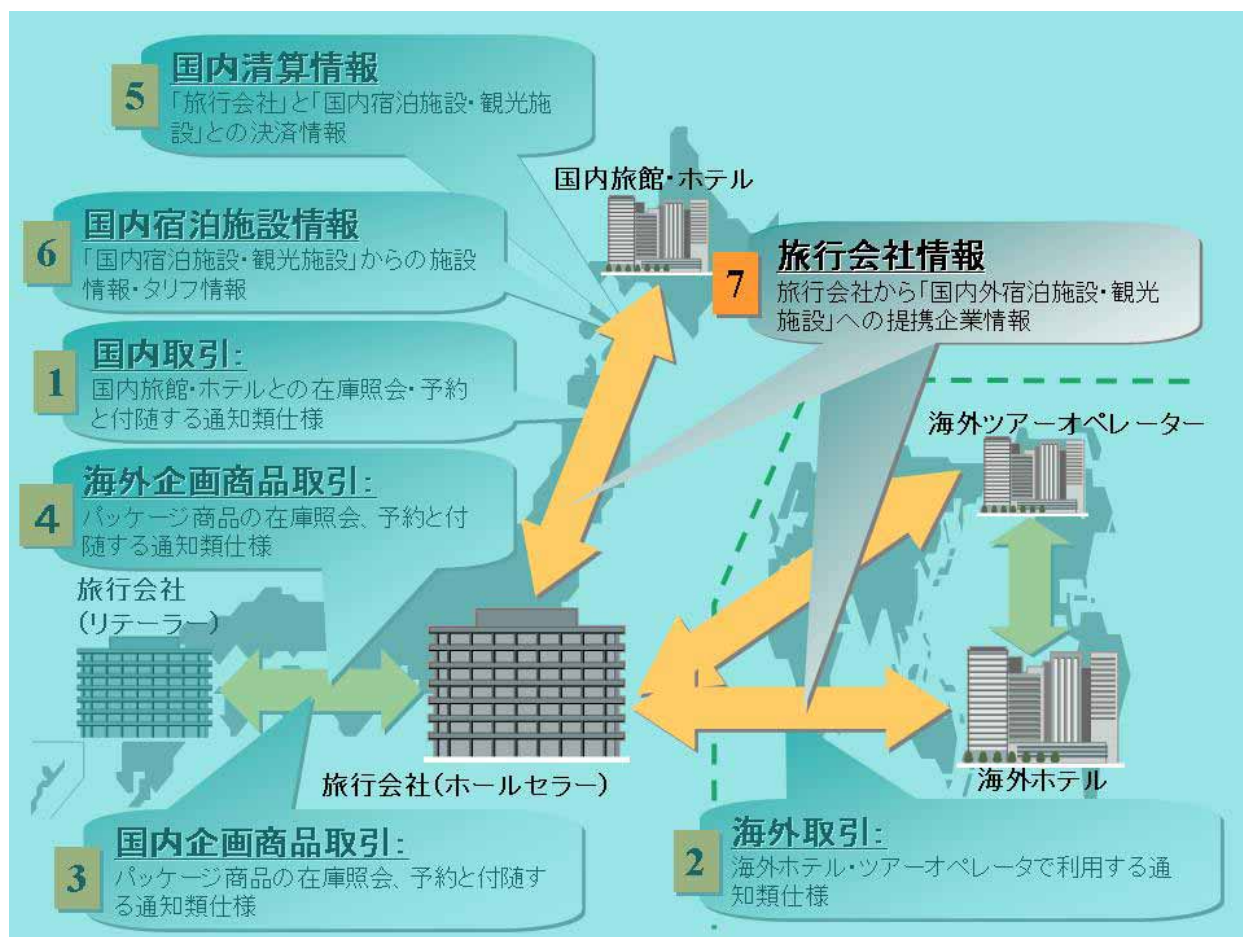 5
国内清算情報
「旅行会社」と「国内宿泊施設・観光施
設」との決済情報
国内旅館・ホテル
6
国内宿泊施設情報
「国内宿泊施設・観光施設」からの施設
情報・タリフ情報
7
旅行会社情報
旅行会社から「国内外宿泊施設・観光
施設」への提携企業情報
1
国内取引:
国内旅館・ホテルとの在庫照会・予約
と付随する通知類仕様
海外ツアーオペレーター
4
海外企画商品取引:
パッケージ商品の在庫照会、予約と付
随する通知類仕様
旅行会社
(リテーラー)
旅行会社(ホールセラー)
海外ホテル
3
国内企画商品取引:
パッケージ商品の在庫照会、予約と付随す
る通知類仕様
2
海外取引:
海外ホテル・ツアーオペレータで利用する通
知類仕様